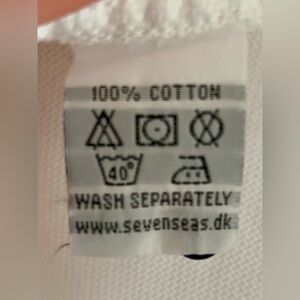 100% COTTON
40°
WASH SEPARATELY
www.sevenseas.dk